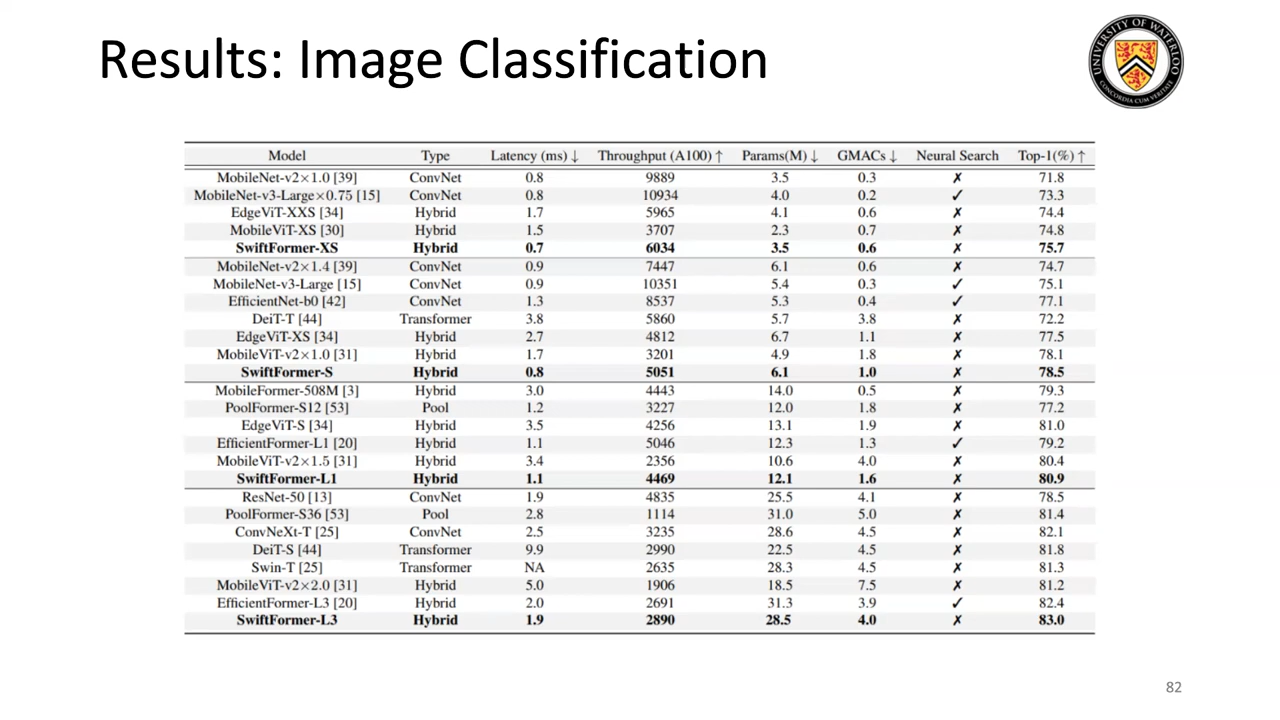 Results: Image Classification
UNIVERSITY OF WATERLOO
CONCORDIA CUM VERITATE
Model Type Latency (ms) ↓ Throughput (A100) ↑ Params(M) ↓ GMACs ↓ Neural Search Top-1(%) ↑
MobileNet-v2×1.0 [39] ConvNet 0.8 9889 3.5 0.3 ✗ 71.8
MobileNet-v3-Large×0.75 [15] ConvNet 0.8 10934 4.0 0.2 ✓ 73.3
EdgeViT-XXS [34] Hybrid 1.7 5965 4.1 0.6 ✗ 74.4
MobileViT-XS [30] Hybrid 1.5 3707 2.3 0.7 ✗ 74.8
SwiftFormer-XS Hybrid 0.7 6034 3.5 0.6 ✗ 75.7
MobileNet-v2×1.4 [39] ConvNet 0.9 7447 6.1 0.6 ✗ 74.7
MobileNet-v3-Large [15] ConvNet 0.9 10351 5.4 0.3 ✓ 75.1
EfficientNet-b0 [42] ConvNet 1.3 8537 5.3 0.4 ✓ 77.1
DeiT-T [44] Transformer 3.8 5860 5.7 3.8 ✗ 72.2
EdgeViT-XS [34] Hybrid 2.7 4812 6.7 1.1 ✗ 77.5
MobileViT-v2×1.0 [31] Hybrid 1.7 3201 4.9 1.8 ✗ 78.1
SwiftFormer-S Hybrid 0.8 5051 6.1 1.0 ✗ 78.5
MobileFormer-508M [3] Hybrid 3.0 4443 14.0 0.5 ✗ 79.3
PoolFormer-S12 [53] Pool 1.2 3227 12.0 1.8 ✗ 77.2
EdgeViT-S [34] Hybrid 3.5 4256 13.1 1.9 ✗ 81.0
EfficientFormer-L1 [20] Hybrid 1.1 5046 12.3 1.3 ✓ 79.2
MobileViT-v2×1.5 [31] Hybrid 3.4 2356 10.6 4.0 ✗ 80.4
SwiftFormer-L1 Hybrid 1.1 4469 12.1 1.6 ✗ 80.9
ResNet-50 [13] ConvNet 1.9 4835 25.5 4.1 ✗ 78.5
PoolFormer-S36 [53] Pool 2.8 1114 31.0 5.0 ✗ 81.4
ConvNeXt-T [25] ConvNet 2.5 3235 28.6 4.5 ✗ 82.1
DeiT-S [44] Transformer 9.9 2990 22.5 4.5 ✗ 81.8
Swin-T [25] Transformer NA 2635 28.3 4.5 ✗ 81.3
MobileViT-v2×2.0 [31] Hybrid 5.0 1906 18.5 7.5 ✗ 81.2
EfficientFormer-L3 [20] Hybrid 2.0 2691 31.3 3.9 ✓ 82.4
SwiftFormer-L3 Hybrid 1.9 2890 28.5 4.0 ✗ 83.0
82